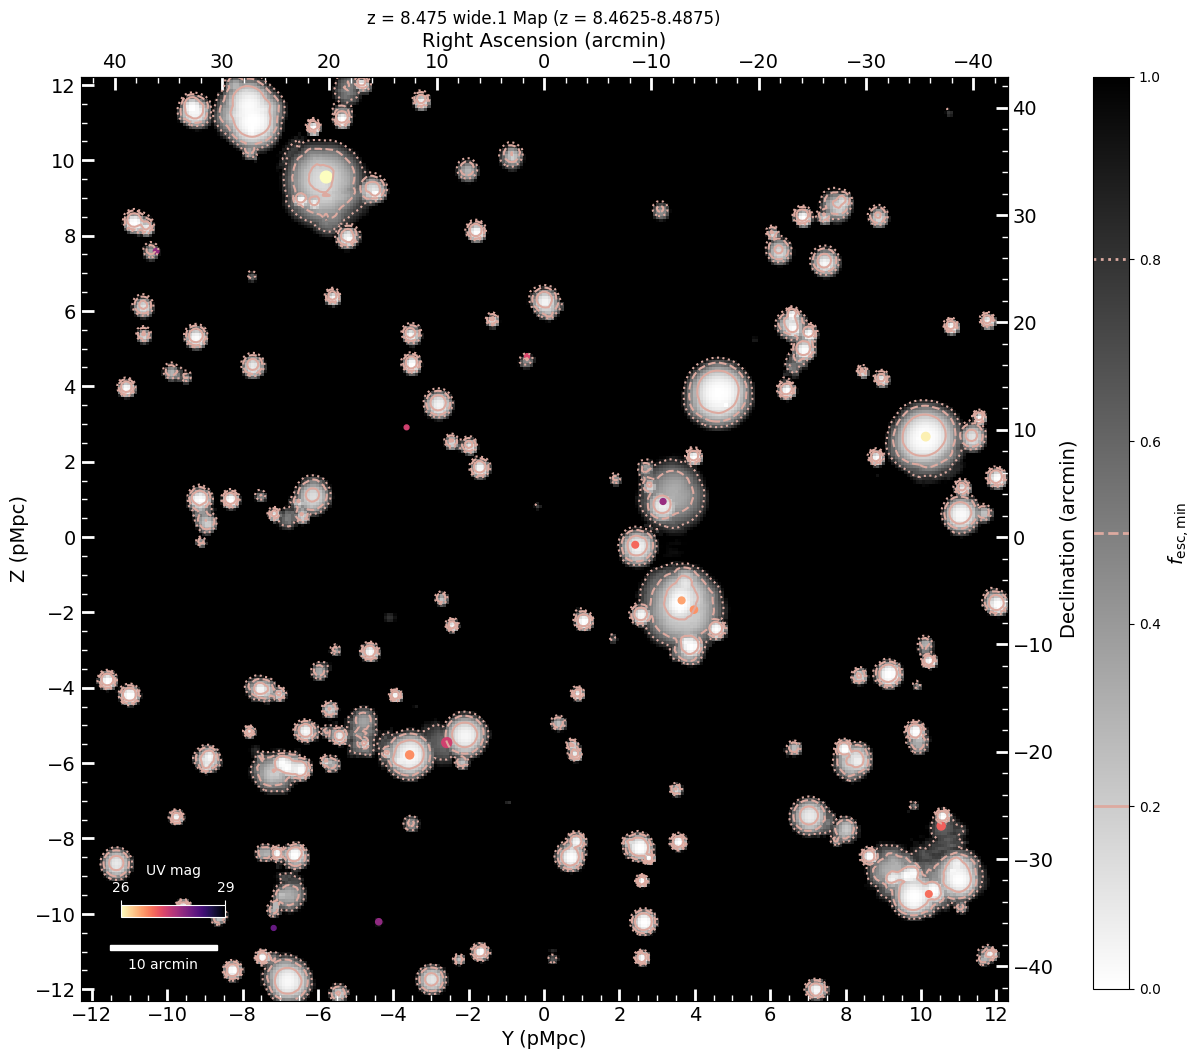 z = 8.475 wide.1 Map (z = 8.4625-8.4875)
Right Ascension (arcmin)
40 30 20 10 0 −10 −20 −30 −40
12
10
8
6
4
2
0
−2
−4
−6
−8
−10
−12
Z (pMpc)
40
30
20
10
0
−10
−20
−30
−40
Declination (arcmin)
1.0
0.8
0.6
0.4
0.2
0.0
fesc, min
UV mag
26 29
10 arcmin
−12 −10 −8 −6 −4 −2 0 2 4 6 8 10 12
Y (pMpc)